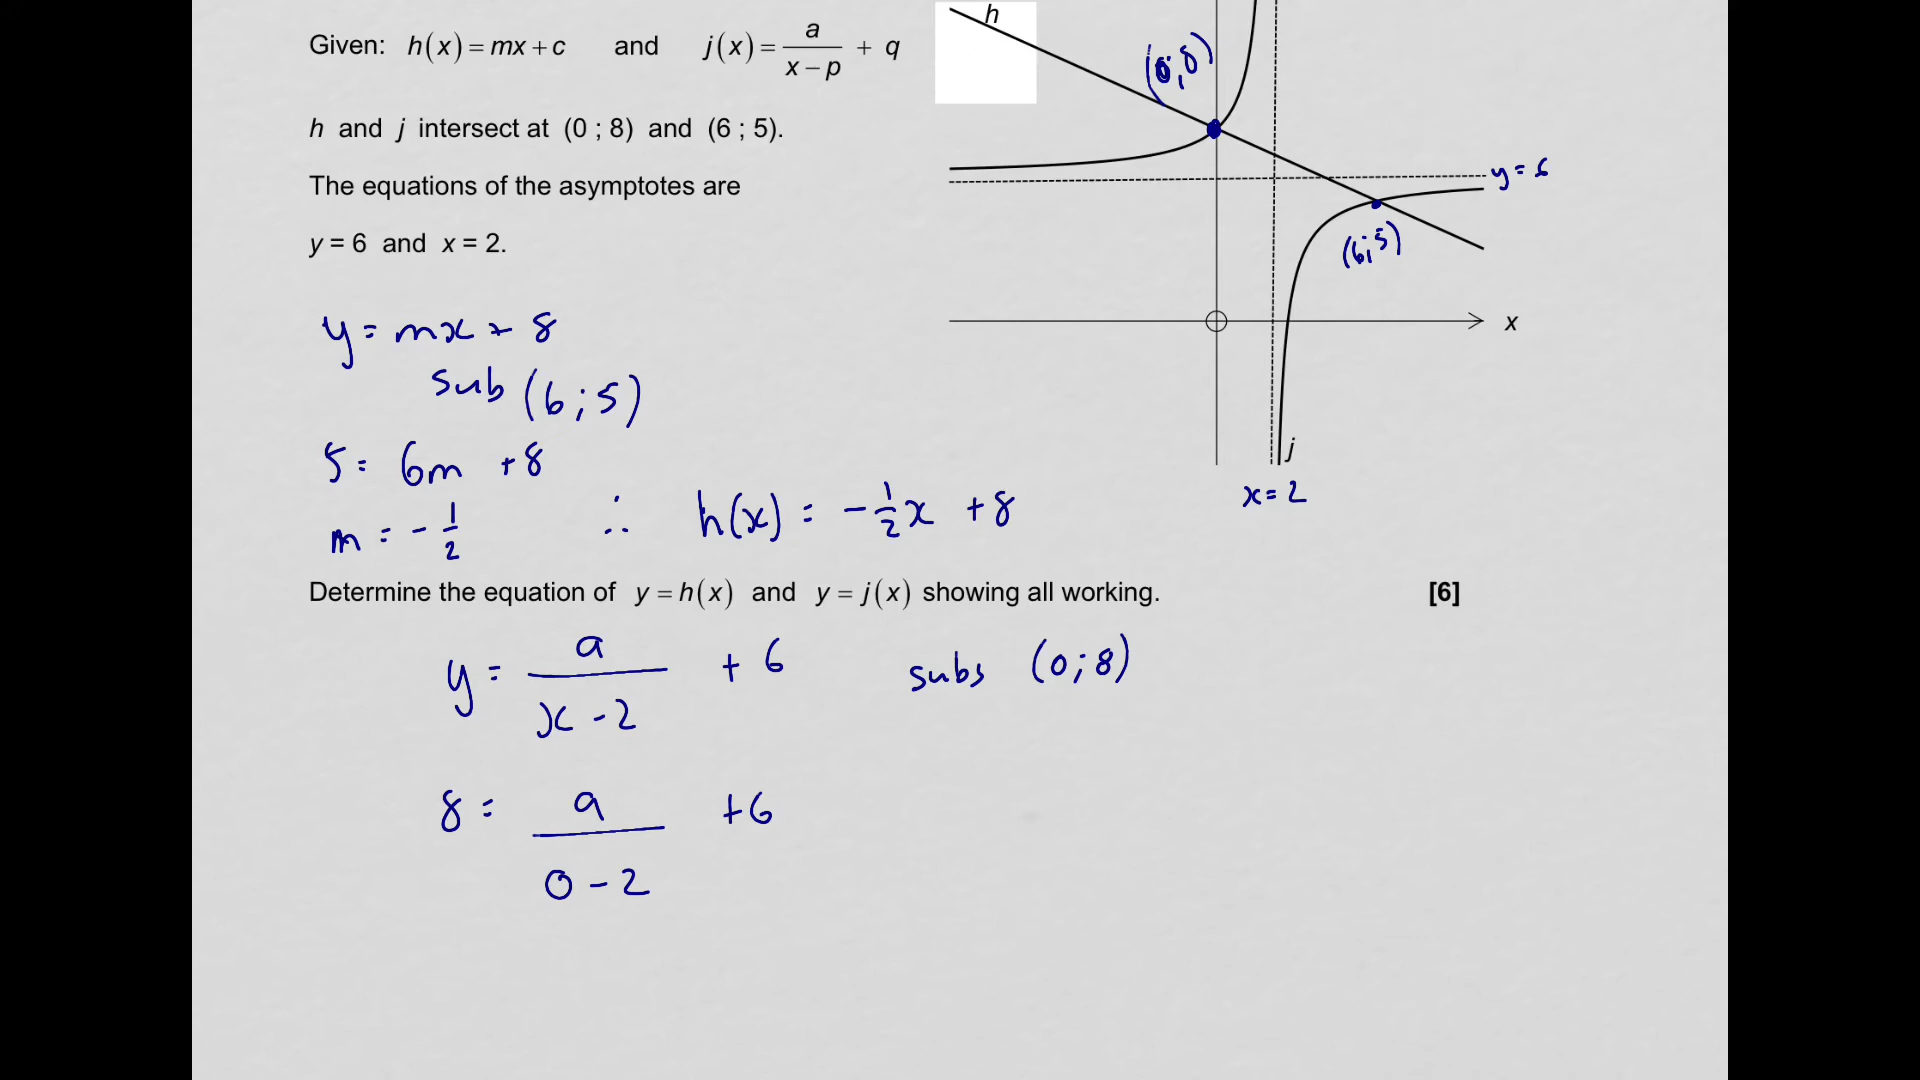 Given: h(x) = mx + c and j(x) = a/(x − p) + q
h
(0;8)
h and j intersect at (0 ; 8) and (6 ; 5).
The equations of the asymptotes are
y = 6
y = 6 and x = 2.
(6;5)
x
y = mx + 8
sub (6;5)
5 = 6m + 8
j
x = 2
m = -1/2 ∴ h(x) = -1/2 x + 8
Determine the equation of y = h(x) and y = j(x) showing all working. [6]
y = a/(x - 2) + 6 subs (0;8)
8 = a/(0 - 2) + 6